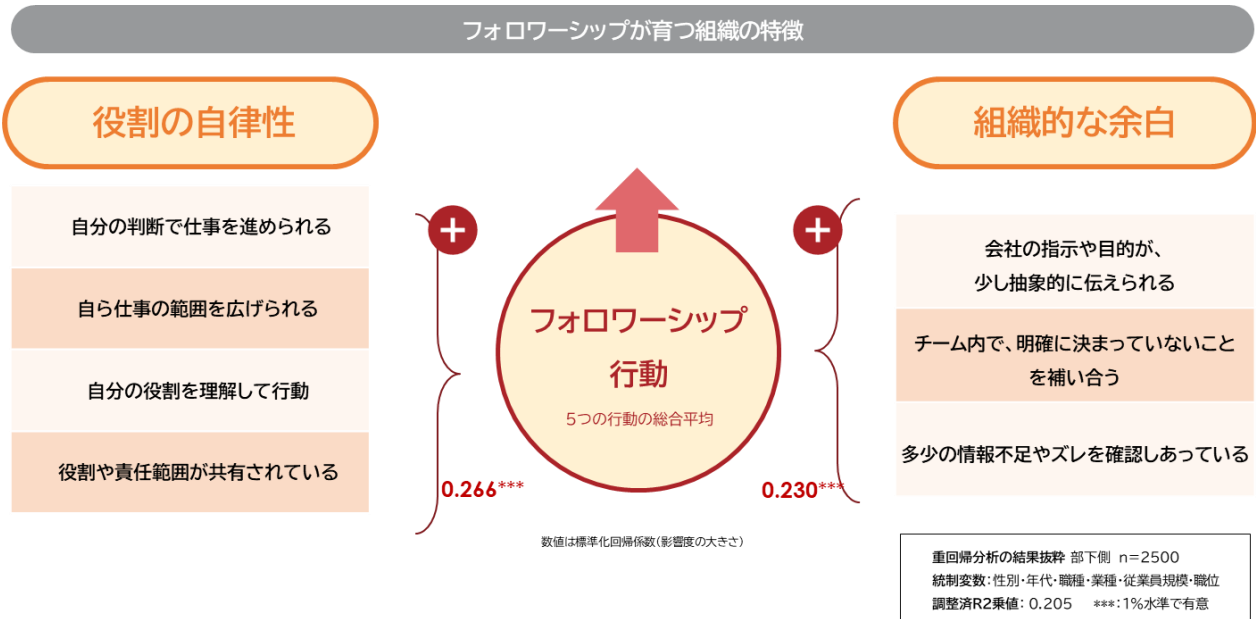 フォロワーシップが育つ組織の特徴
役割の自律性
自分の判断で仕事を進められる
自ら仕事の範囲を広げられる
自分の役割を理解して行動
役割や責任範囲が共有されている
+
0.266***
フォロワーシップ
行動
5つの行動の総合平均
数値は標準化回帰係数(影響度の大きさ)
+
0.230***
組織的な余白
会社の指示や目的が、
少し抽象的に伝えられる
チーム内で、明確に決まっていないこと
を補い合う
多少の情報不足やズレを確認しあっている
重回帰分析の結果抜粋 部下側 n=2500
統制変数:性別・年代・職種・業種・従業員規模・職位
調整済R2乗値: 0.205 ***:1%水準で有意